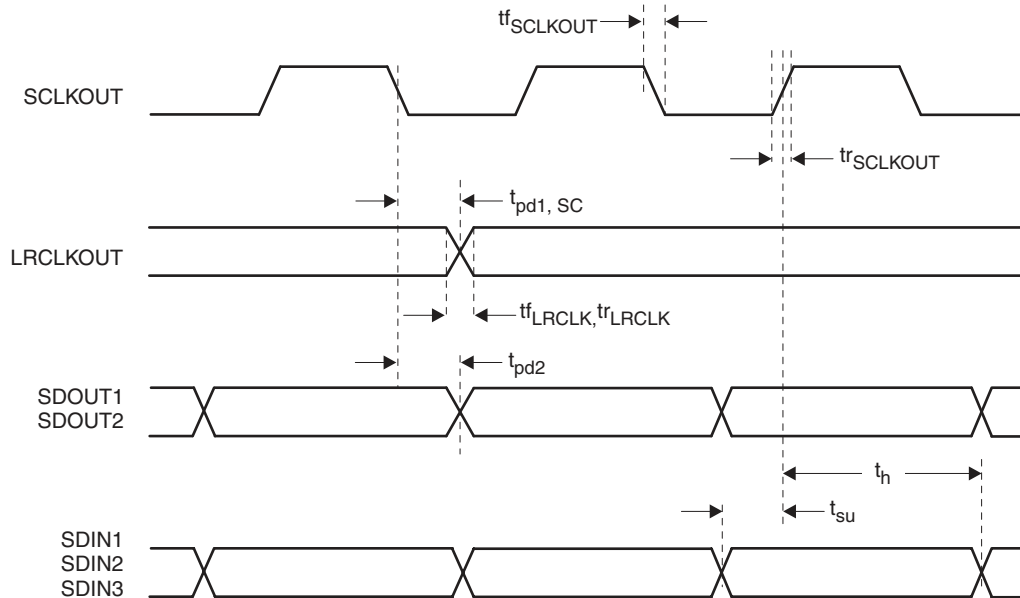 tfSCLKOUT
SCLKOUT
trSCLKOUT
tpd1, SC
LRCLKOUT
tfLRCLK,trLRCLK
tpd2
SDOUT1
SDOUT2
th
tsu
SDIN1
SDIN2
SDIN3